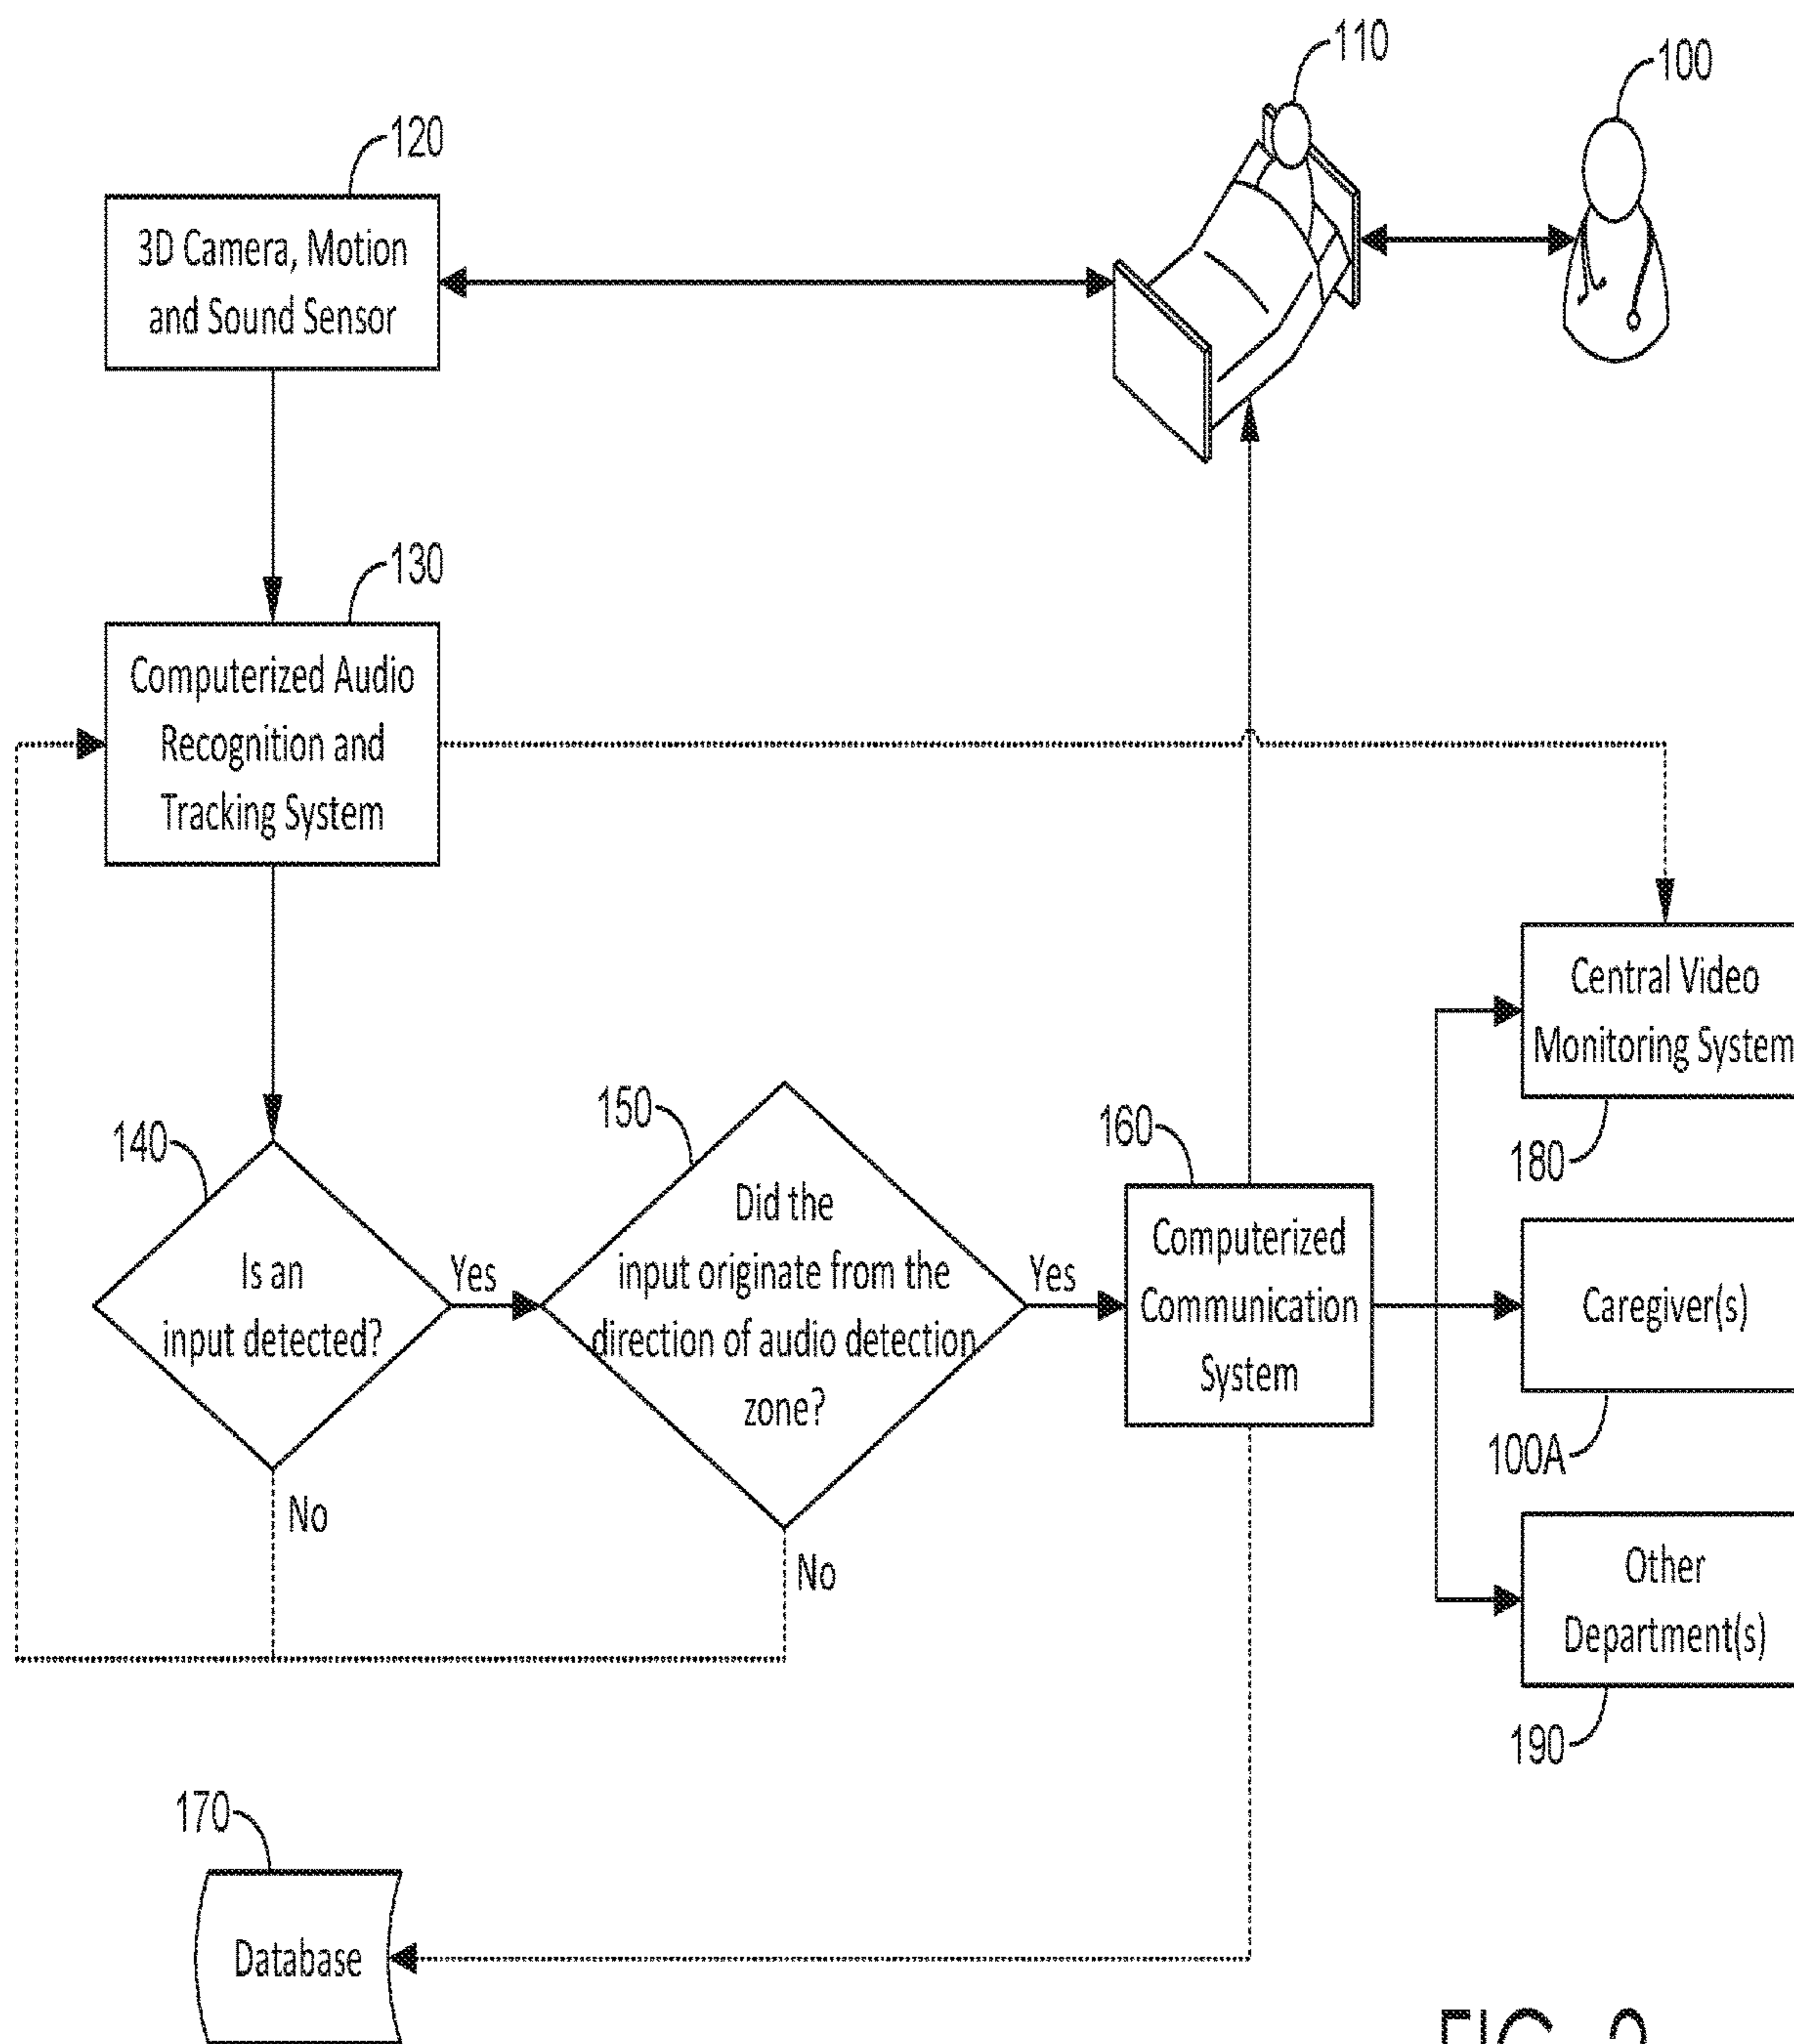 110
100
120
3D Camera, Motion
and Sound Sensor
130
Computerized Audio
Recognition and
Tracking System
Central Video
Monitoring System
180
140
Is an
input detected?
Yes
No
150
Did the
input originate from the
direction of audio detection
zone?
Yes
No
160
Computerized
Communication
System
Caregiver(s)
100A
Other
Department(s)
190
170
Database
FIG. 2